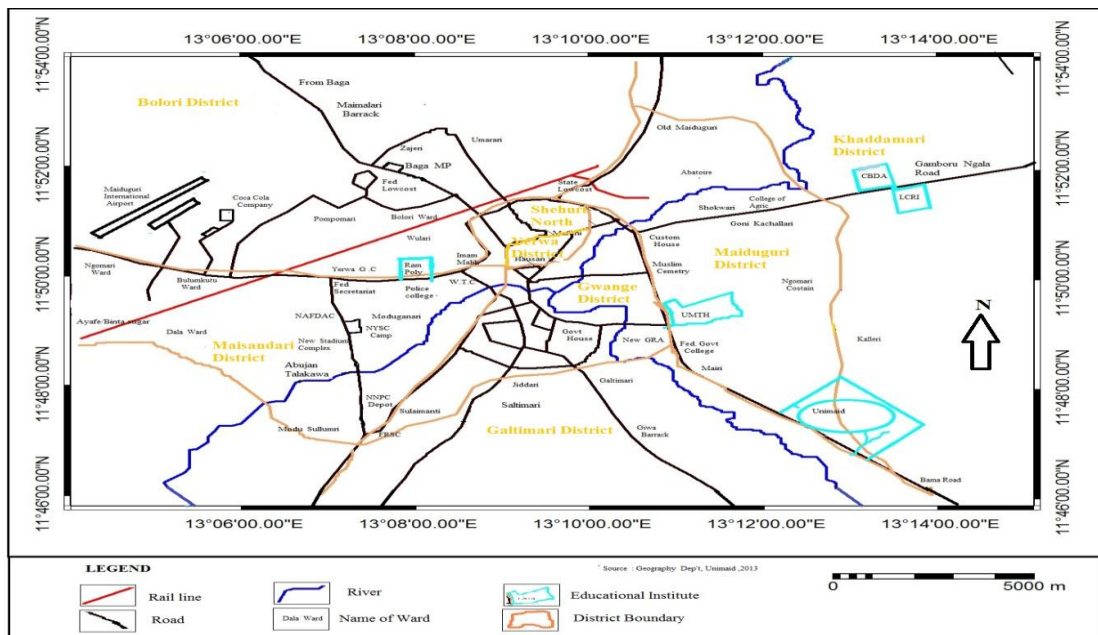 13°06'00.00"E 13°08'00.00"E 13°10'00.00"E 13°12'00.00"E 13°14'00.00"E
11°54'00.00"N
11°54'00.00"N
From Baga
Bolori District
Maimalari
Barrack
Old Maiduguri
Umarari
Khaddamari
District
Zajeri
11°52'00.00"N
11°52'00.00"N
Baga MP
Gamboru Ngala
Road
Abatoire
CBDA
Fed
Lowcost
State
Lowcost
Maiduguri
International
Airport
Coca Cola
Company
LCRI
College of
Agric
Shehuri
North
Shokwari
Pompomari
Bolori Ward
Goni Kachallari
Wulari
Custom
House
Yerwa
District
Maiduguri
District
Imam
Malik
Hausari
Muslim
Cemetry
Ngomari
Ward
Yerwa G .C
Ram
Poly
11°50'00.00"N
11°50'00.00"N
Bulumkutu
Ward
Fed
Secretariat
Police
college
W.T.C
Gwange
District
Ngomari
Costain
NAFDAC
Moduganari
UMTH
Ayafe/Binta sugar
Dala Ward
NYSC
Camp
Govt
House
New GRA
Fed. Govt
College
Kalleri
Maisandari
District
New Stadium
Complex
Abujan
Talakawa
Mairi
11°48'00.00"N
11°48'00.00"N
Jiddari
Galtimari
NNPC
Depot
Saltimari
Sulaimanti
Unimaid
Modu Sullumri
FRSC
Galtimari District
Giwa
Barrack
Bama Road
11°46'00.00"N
11°46'00.00"N
N
13°06'00.00"E 13°08'00.00"E 13°10'00.00"E 13°12'00.00"E 13°14'00.00"E
LEGEND
Source : Geography Dep't, Unimaid ,2013
Rail line
River
Educational Institute
5000 m
Road
Dala Ward
Name of Ward
District Boundary